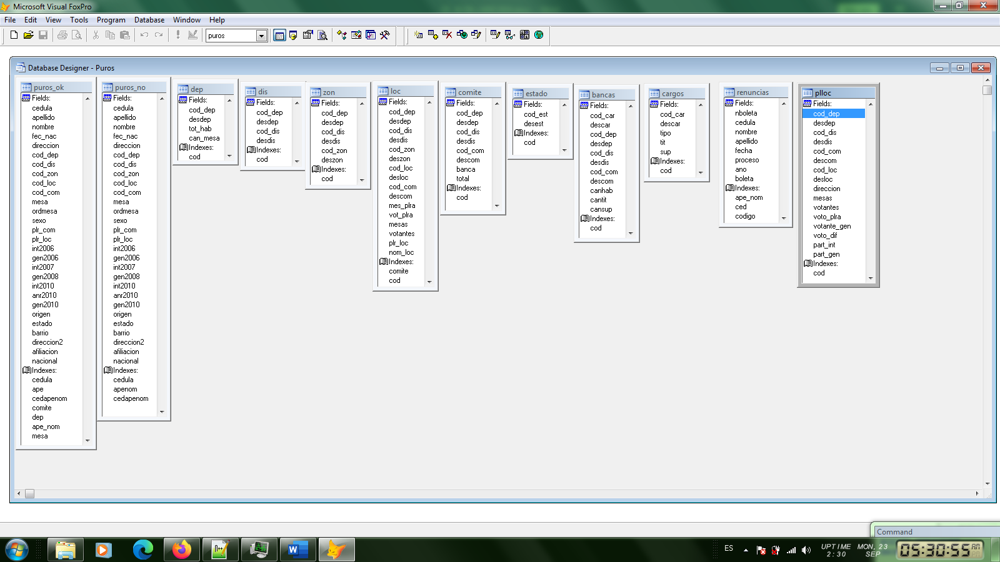 Microsoft Visual FoxPro
File Edit View Tools Program Database Window Help
puros
Database Designer - Puros
puros_ok
Fields:
cedula
apellido
nombre
fec_nac
direccion
cod_dep
cod_dis
cod_zon
cod_loc
cod_com
mesa
ordmesa
sexo
plr_com
plr_loc
int2006
gen2006
int2007
gen2008
int2010
anr2010
gen2010
origen
estado
barrio
direccion2
afiliacion
nacional
Indexes:
cedula
ape
cedapenom
comite
dep
ape_nom
mesa
puros_no
Fields:
cedula
apellido
nombre
fec_nac
direccion
cod_dep
cod_dis
cod_zon
cod_loc
cod_com
mesa
ordmesa
sexo
plr_com
plr_loc
int2006
gen2006
int2007
gen2008
int2010
anr2010
gen2010
origen
estado
barrio
direccion2
afiliacion
nacional
Indexes:
cedula
apenom
cedapenom
dep
Fields:
cod_dep
desdep
tot_hab
can_mesa
Indexes:
cod
dis
Fields:
cod_dep
desdep
cod_dis
desdis
Indexes:
cod
zon
Fields:
cod_dep
desdep
cod_dis
desdis
cod_zon
deszon
Indexes:
cod
loc
Fields:
cod_dep
desdep
cod_dis
desdis
cod_zon
deszon
cod_loc
desloc
cod_com
descom
mes_plra
vot_plra
mesas
votantes
plr_loc
nom_loc
Indexes:
comite
cod
comite
Fields:
cod_dep
desdep
cod_dis
desdis
cod_com
descom
banca
total
Indexes:
cod
estado
Fields:
cod_est
desest
Indexes:
cod
bancas
Fields:
cod_car
descar
cod_dep
desdep
cod_dis
desdis
cod_com
descom
canhab
cantit
cansup
Indexes:
cod
cargos
Fields:
cod_car
descar
tipo
tit
sup
Indexes:
cod
renuncias
Fields:
nboleta
cedula
nombre
apellido
fecha
proceso
ano
boleta
Indexes:
ape_nom
ced
codigo
plloc
Fields:
cod_dep
desdep
cod_dis
desdis
cod_com
descom
cod_loc
desloc
direccion
mesas
votantes
voto_plra
votante_gen
voto_dif
part_int
part_gen
Indexes:
cod
Command
ES
UPTIME
2:30
MON, 23
SEP
05:30:55 AM